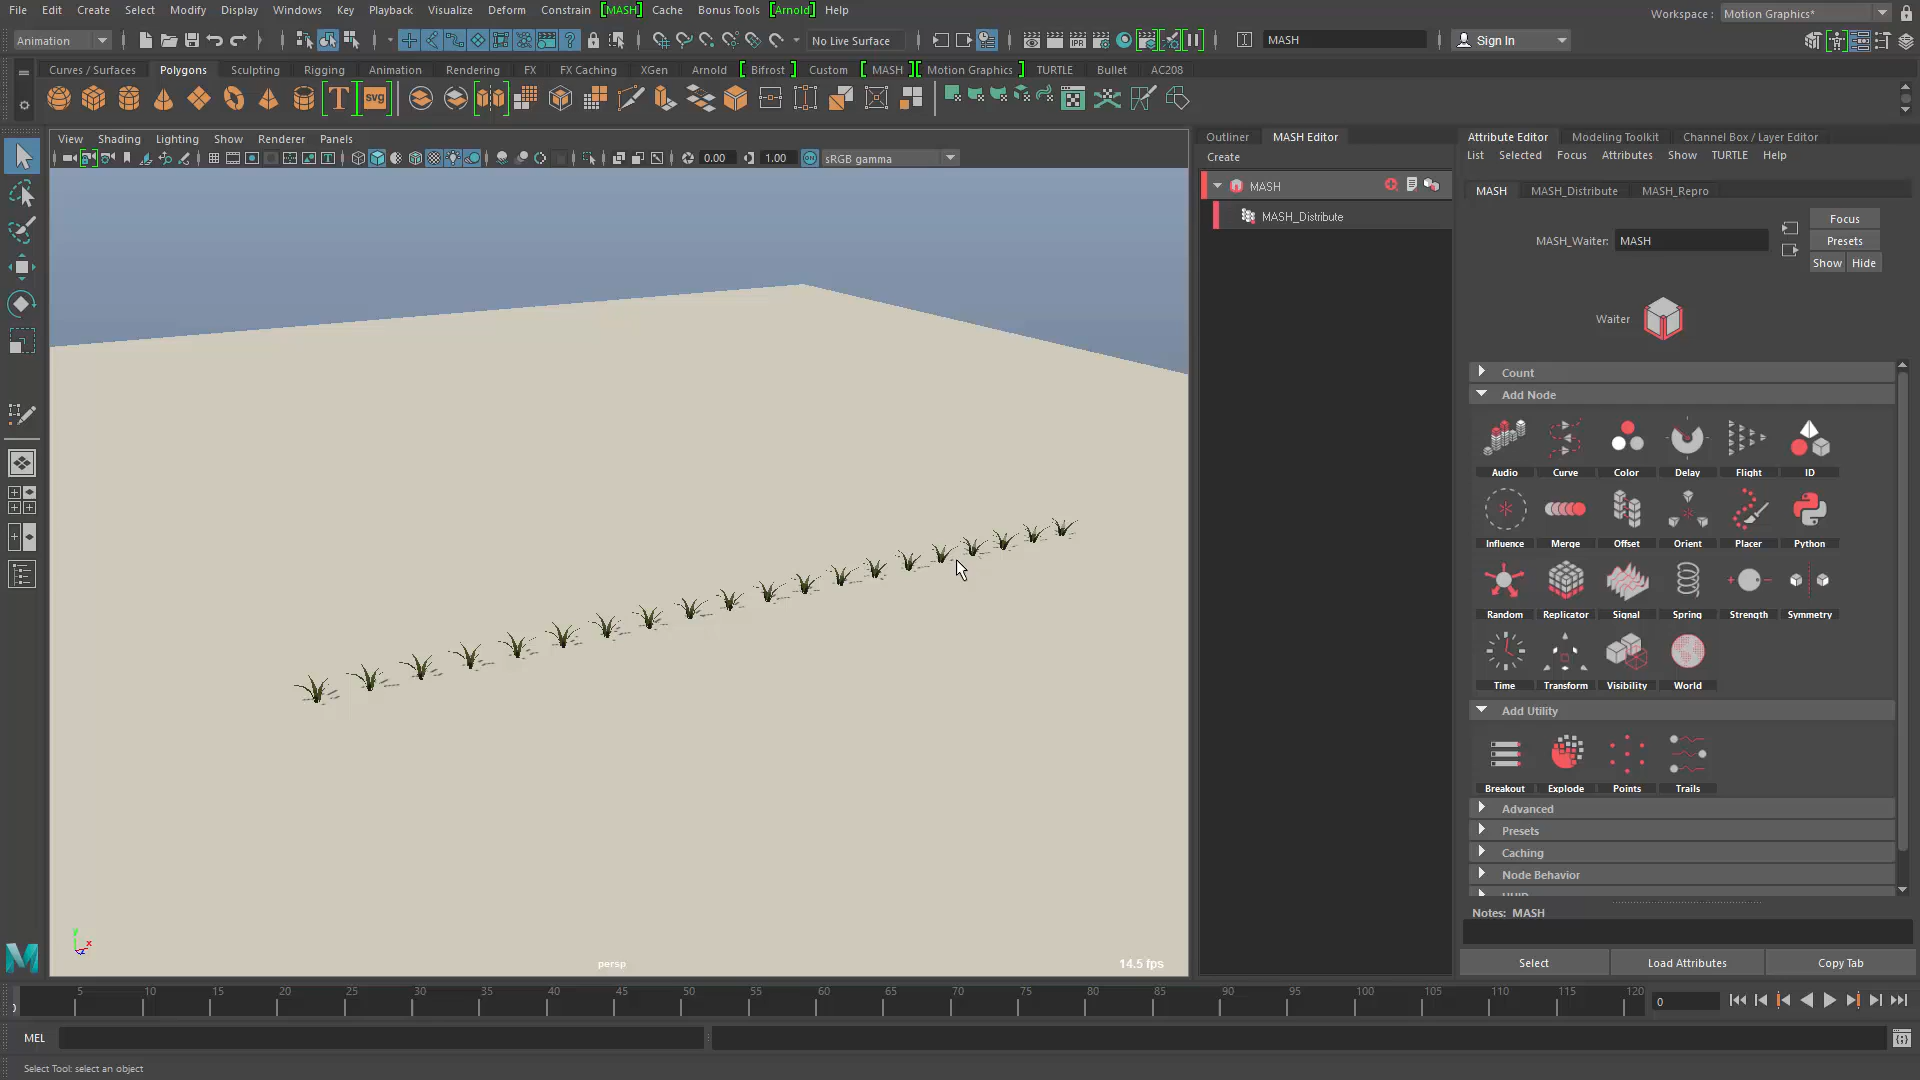 File Edit Create Select Modify Display Windows Key Playback Visualize Deform Constrain [MASH] Cache Bonus Tools [Arnold] Help
Workspace : Motion Graphics*
Animation
No Live Surface
MASH
Sign In
Curves / Surfaces Polygons Sculpting Rigging Animation Rendering FX FX Caching XGen Arnold [ Bifrost ] Custom [ MASH ][ Motion Graphics ] TURTLE Bullet AC208
T svg
View Shading Lighting Show Renderer Panels
0.00 1.00 sRGB gamma
persp
14.5 fps
y
x
Outliner MASH Editor
Create
MASH
MASH_Distribute
Attribute Editor Modeling Toolkit Channel Box / Layer Editor
List Selected Focus Attributes Show TURTLE Help
MASH MASH_Distribute MASH_Repro
MASH_Waiter: MASH
Focus
Presets
Show Hide
Waiter
Count
Add Node
Audio Curve Color Delay Flight ID
Influence Merge Offset Orient Placer Python
Random Replicator Signal Spring Strength Symmetry
Time Transform Visibility World
Add Utility
Breakout Explode Points Trails
Advanced
Presets
Caching
Node Behavior
UUID
Notes: MASH
Select Load Attributes Copy Tab
5 10 15 20 25 30 35 40 45 50 55 60 65 70 75 80 85 90 95 100 105 110 115 120
0
MEL
Select Tool: select an object